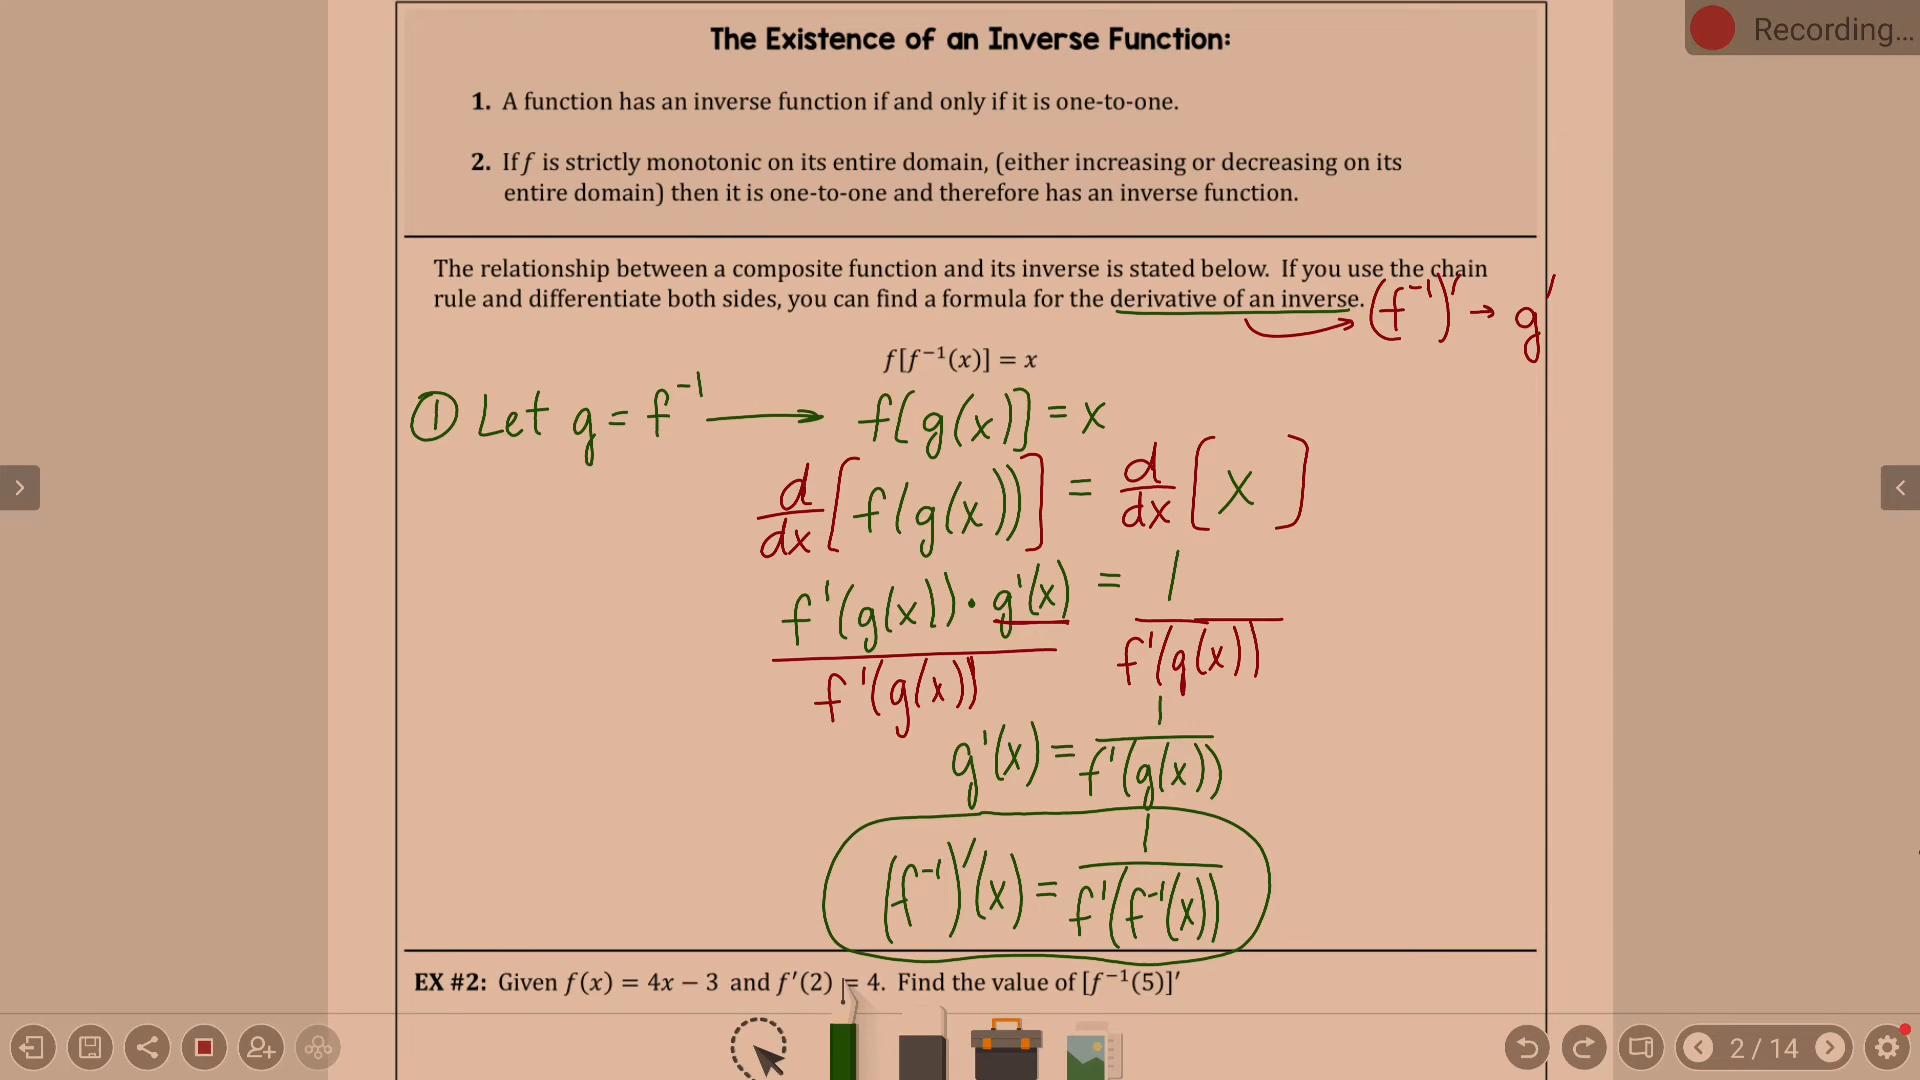 The Existence of an Inverse Function:
Recording...
1. A function has an inverse function if and only if it is one-to-one.
2. If f is strictly monotonic on its entire domain, (either increasing or decreasing on its
entire domain) then it is one-to-one and therefore has an inverse function.
The relationship between a composite function and its inverse is stated below. If you use the chain
rule and differentiate both sides, you can find a formula for the derivative of an inverse. (f⁻¹)' → g'
f[f⁻¹(x)] = x
① Let g = f⁻¹ ⟶ f[g(x)] = x
d/dx [f(g(x))] = d/dx [x]
f'(g(x)) · g'(x) / f'(g(x)) = 1 / f'(g(x))
g'(x) = 1 / f'(g(x))
(f⁻¹)'(x) = 1 / f'(f⁻¹(x))
EX #2: Given f(x) = 4x − 3 and f'(2) = 4. Find the value of [f⁻¹(5)]'
2 / 14